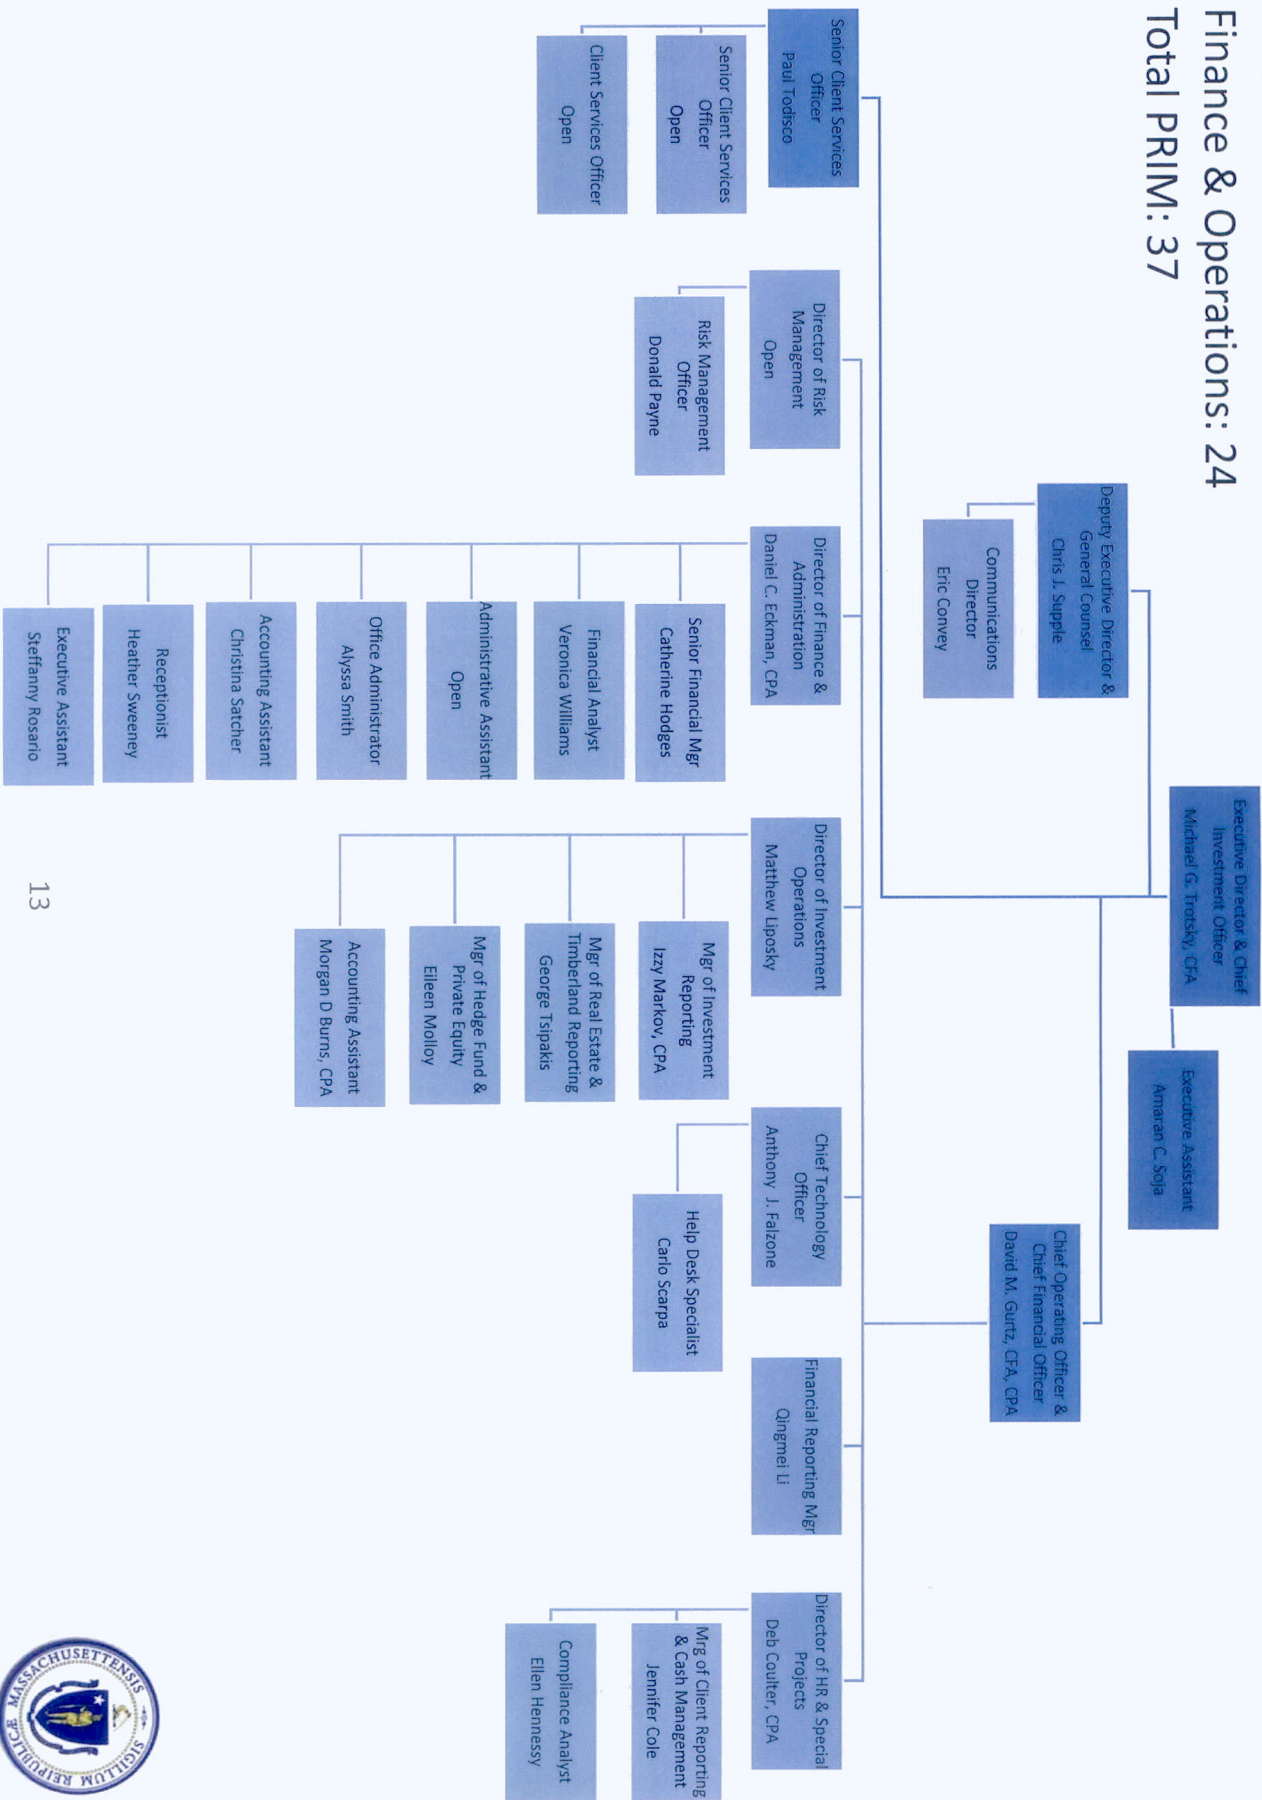 Finance & Operations: 24
Total PRIM: 37
Executive Director & Chief
Investment Officer
Michael G. Trotsky, CFA
Executive Assistant
Amaran C. Soja
Deputy Executive Director &
General Counsel
Chris J. Supple
Communications
Director
Eric Convey
Chief Operating Officer &
Chief Financial Officer
David M. Gurtz, CFA, CPA
Senior Client Services
Officer
Paul Todisco
Senior Client Services
Officer
Open
Client Services Officer
Open
Director of Risk
Management
Open
Risk Management
Officer
Donald Payne
Director of Finance &
Administration
Daniel C. Eckman, CPA
Senior Financial Mgr
Catherine Hodges
Financial Analyst
Veronica Williams
Administrative Assistant
Open
Office Administrator
Alyssa Smith
Accounting Assistant
Christina Satcher
Receptionist
Heather Sweeney
Executive Assistant
Steffanny Rosario
Director of Investment
Operations
Matthew Liposky
Mgr of Investment
Reporting
Izzy Markov, CPA
Mgr of Real Estate &
Timberland Reporting
George Tsipakis
Mgr of Hedge Fund &
Private Equity
Eileen Molloy
Accounting Assistant
Morgan D Burns, CPA
Chief Technology
Officer
Anthony J. Falzone
Help Desk Specialist
Carlo Scarpa
Financial Reporting Mgr
Qingmei Li
Director of HR & Special
Projects
Deb Coulter, CPA
Mrg of Client Reporting
& Cash Management
Jennifer Cole
Compliance Analyst
Ellen Hennessy
13
SIGILLUM REIPUBLICÆ MASSACHUSETTENSIS